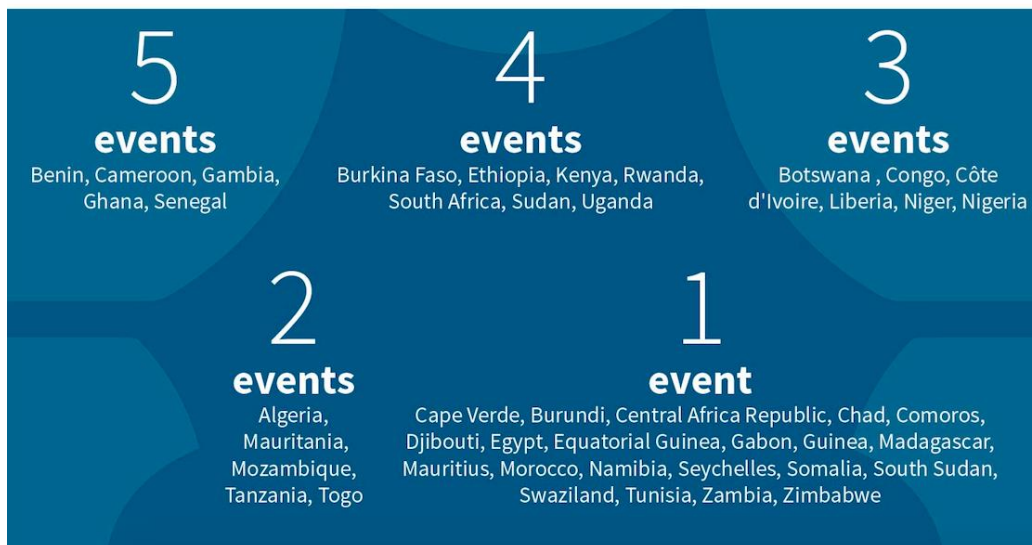 5
events
Benin, Cameroon, Gambia,
Ghana, Senegal
4
events
Burkina Faso, Ethiopia, Kenya, Rwanda,
South Africa, Sudan, Uganda
3
events
Botswana , Congo, Côte
d'Ivoire, Liberia, Niger, Nigeria
2
events
Algeria,
Mauritania,
Mozambique,
Tanzania, Togo
1
event
Cape Verde, Burundi, Central Africa Republic, Chad, Comoros,
Djibouti, Egypt, Equatorial Guinea, Gabon, Guinea, Madagascar,
Mauritius, Morocco, Namibia, Seychelles, Somalia, South Sudan,
Swaziland, Tunisia, Zambia, Zimbabwe